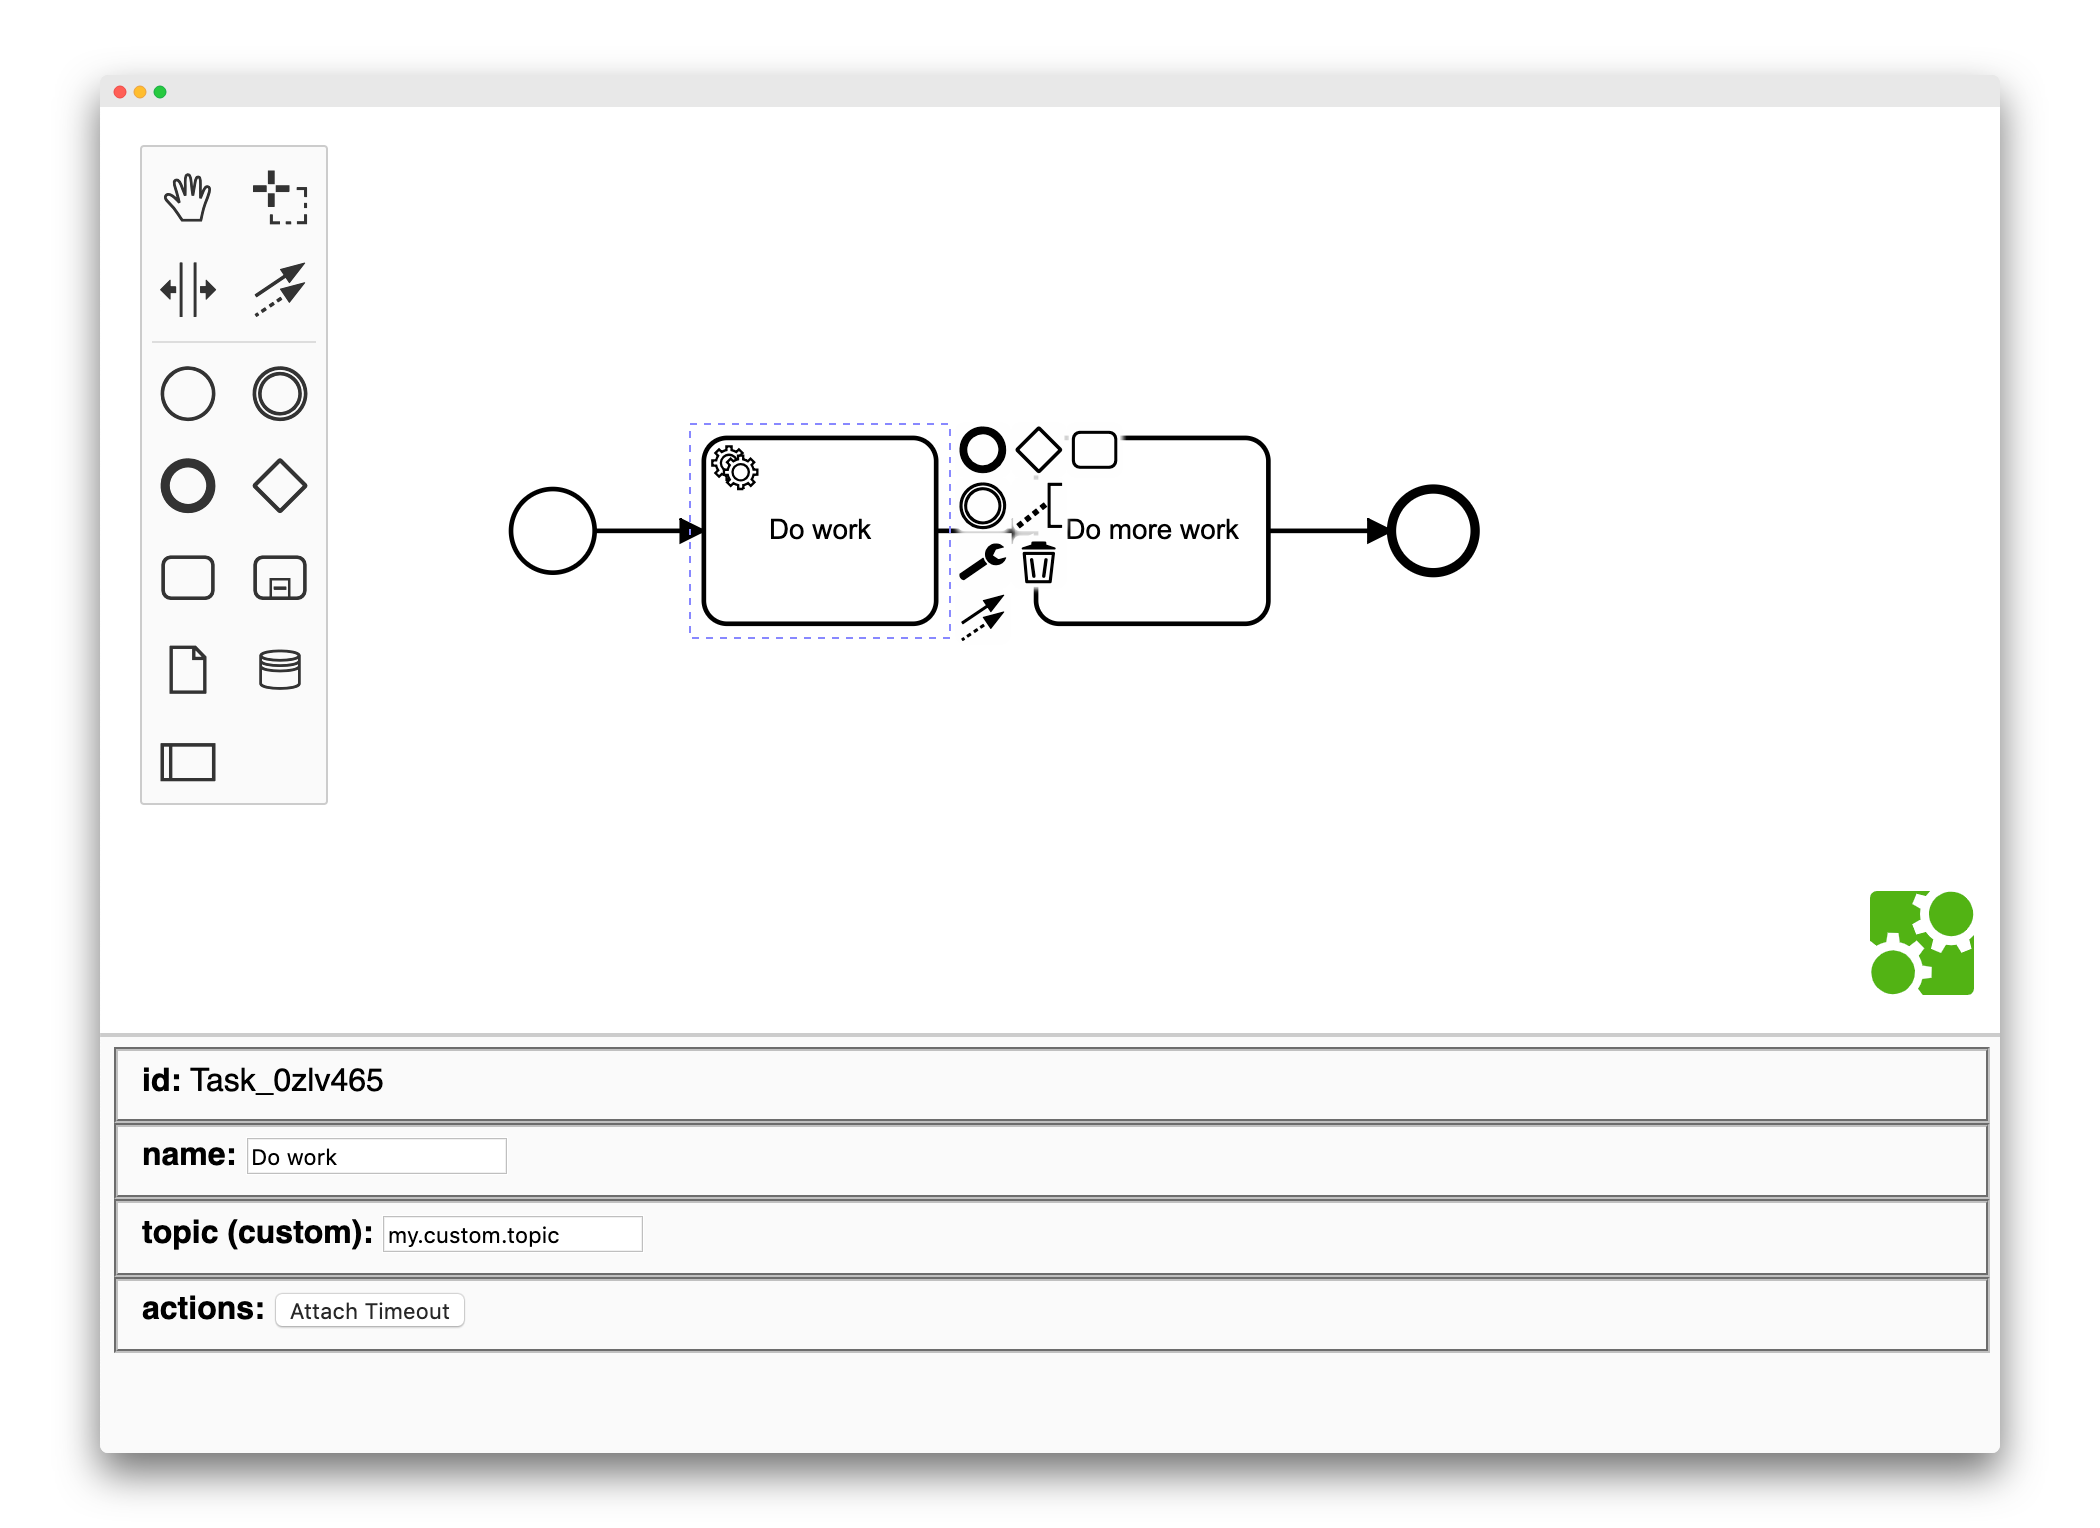 Do work
Do more work
id: Task_0zlv465
name: Do work
topic (custom): my.custom.topic
actions: Attach Timeout